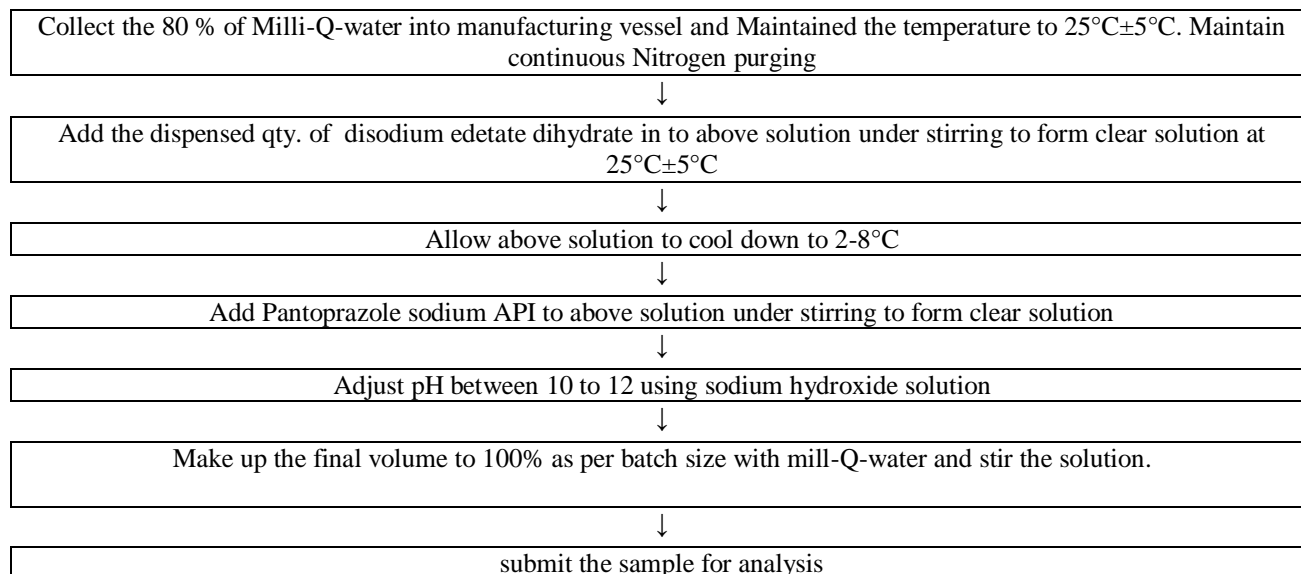 Collect the 80 % of Milli-Q-water into manufacturing vessel and Maintained the temperature to 25°C±5°C. Maintain
continuous Nitrogen purging
↓
Add the dispensed qty. of disodium edetate dihydrate in to above solution under stirring to form clear solution at
25°C±5°C
↓
Allow above solution to cool down to 2-8°C
↓
Add Pantoprazole sodium API to above solution under stirring to form clear solution
↓
Adjust pH between 10 to 12 using sodium hydroxide solution
↓
Make up the final volume to 100% as per batch size with mill-Q-water and stir the solution.
↓
submit the sample for analysis